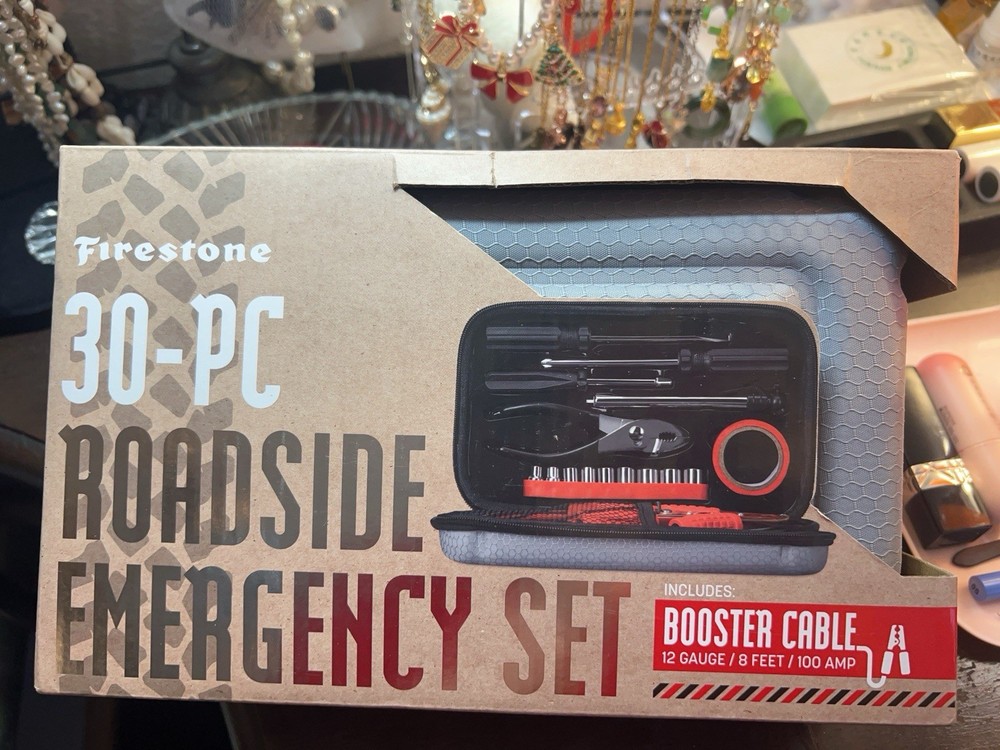 Firestone
30-PC
ROADSIDE
EMERGENCY SET
INCLUDES:
BOOSTER CABLE
12 GAUGE / 8 FEET / 100 AMP